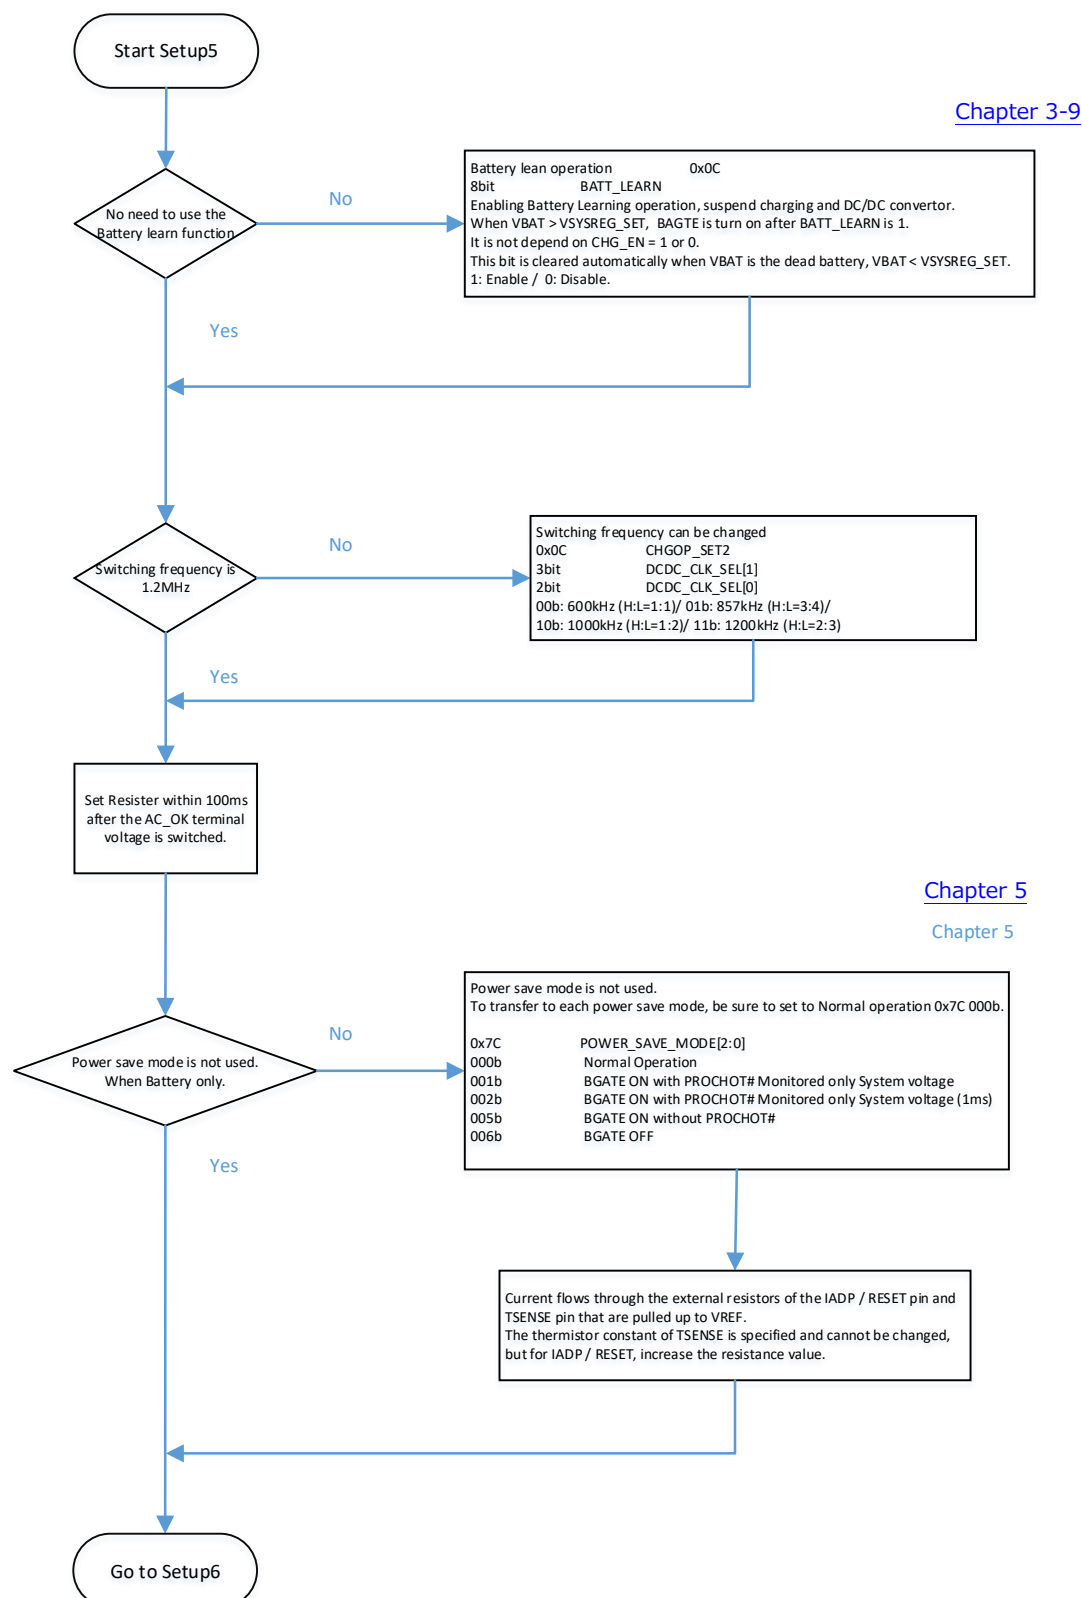 Start Setup5
Chapter 3-9
No need to use the
Battery learn function
No
Battery lean operation 0x0C
8bit BATT_LEARN
Enabling Battery Learning operation, suspend charging and DC/DC convertor.
When VBAT > VSYSREG_SET, BAGTE is turn on after BATT_LEARN is 1.
It is not depend on CHG_EN = 1 or 0.
This bit is cleared automatically when VBAT is the dead battery, VBAT < VSYSREG_SET.
1: Enable / 0: Disable.
Yes
Switching frequency is
1.2MHz
No
Switching frequency can be changed
0x0C CHGOP_SET2
3bit DCDC_CLK_SEL[1]
2bit DCDC_CLK_SEL[0]
00b: 600kHz (H:L=1:1)/ 01b: 857kHz (H:L=3:4)/
10b: 1000kHz (H:L=1:2)/ 11b: 1200kHz (H:L=2:3)
Yes
Set Resister within 100ms
after the AC_OK terminal
voltage is switched.
Chapter 5
Chapter 5
Power save mode is not used.
When Battery only.
No
Power save mode is not used.
To transfer to each power save mode, be sure to set to Normal operation 0x7C 000b.
0x7C POWER_SAVE_MODE[2:0]
000b Normal Operation
001b BGATE ON with PROCHOT# Monitored only System voltage
002b BGATE ON with PROCHOT# Monitored only System voltage (1ms)
005b BGATE ON without PROCHOT#
006b BGATE OFF
Yes
Current flows through the external resistors of the IADP / RESET pin and
TSENSE pin that are pulled up to VREF.
The thermistor constant of TSENSE is specified and cannot be changed,
but for IADP / RESET, increase the resistance value.
Go to Setup6